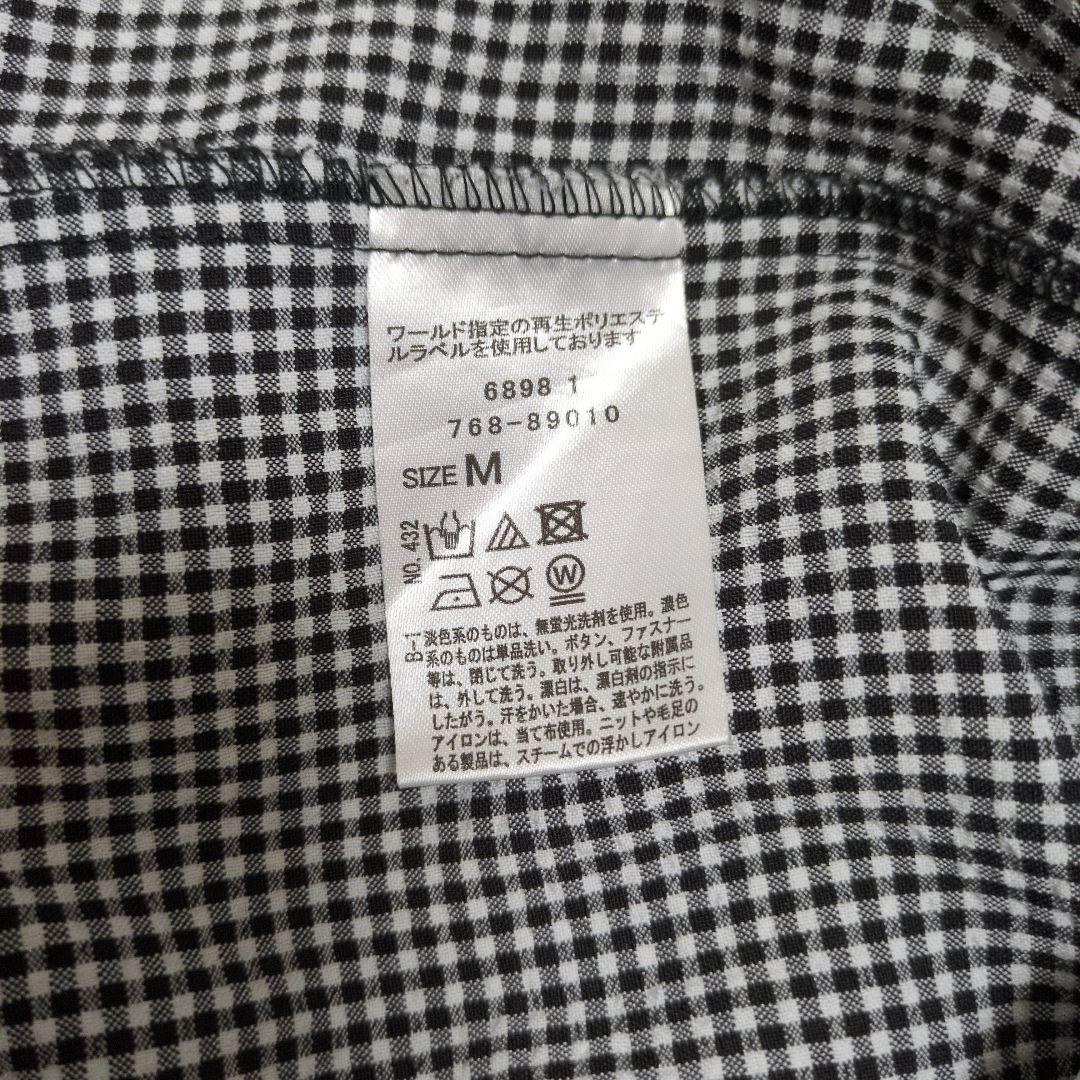 ワールド指定の再生ポリエステ
ルラベルを使用しております
6898 1
768-89010
SIZE M
NO. 432
W
B-1
淡色系のものは、無蛍光洗剤を使用。濃色
系のものは単品洗い。ボタン、ファスナー
等は、閉じて洗う。取り外し可能な附属品
は、外して洗う。漂白は、漂白剤の指示に
したがう。汗をかいた場合、速やかに洗う。
アイロンは、当て布使用。ニットや毛足の
ある製品は、スチームでの浮かしアイロン